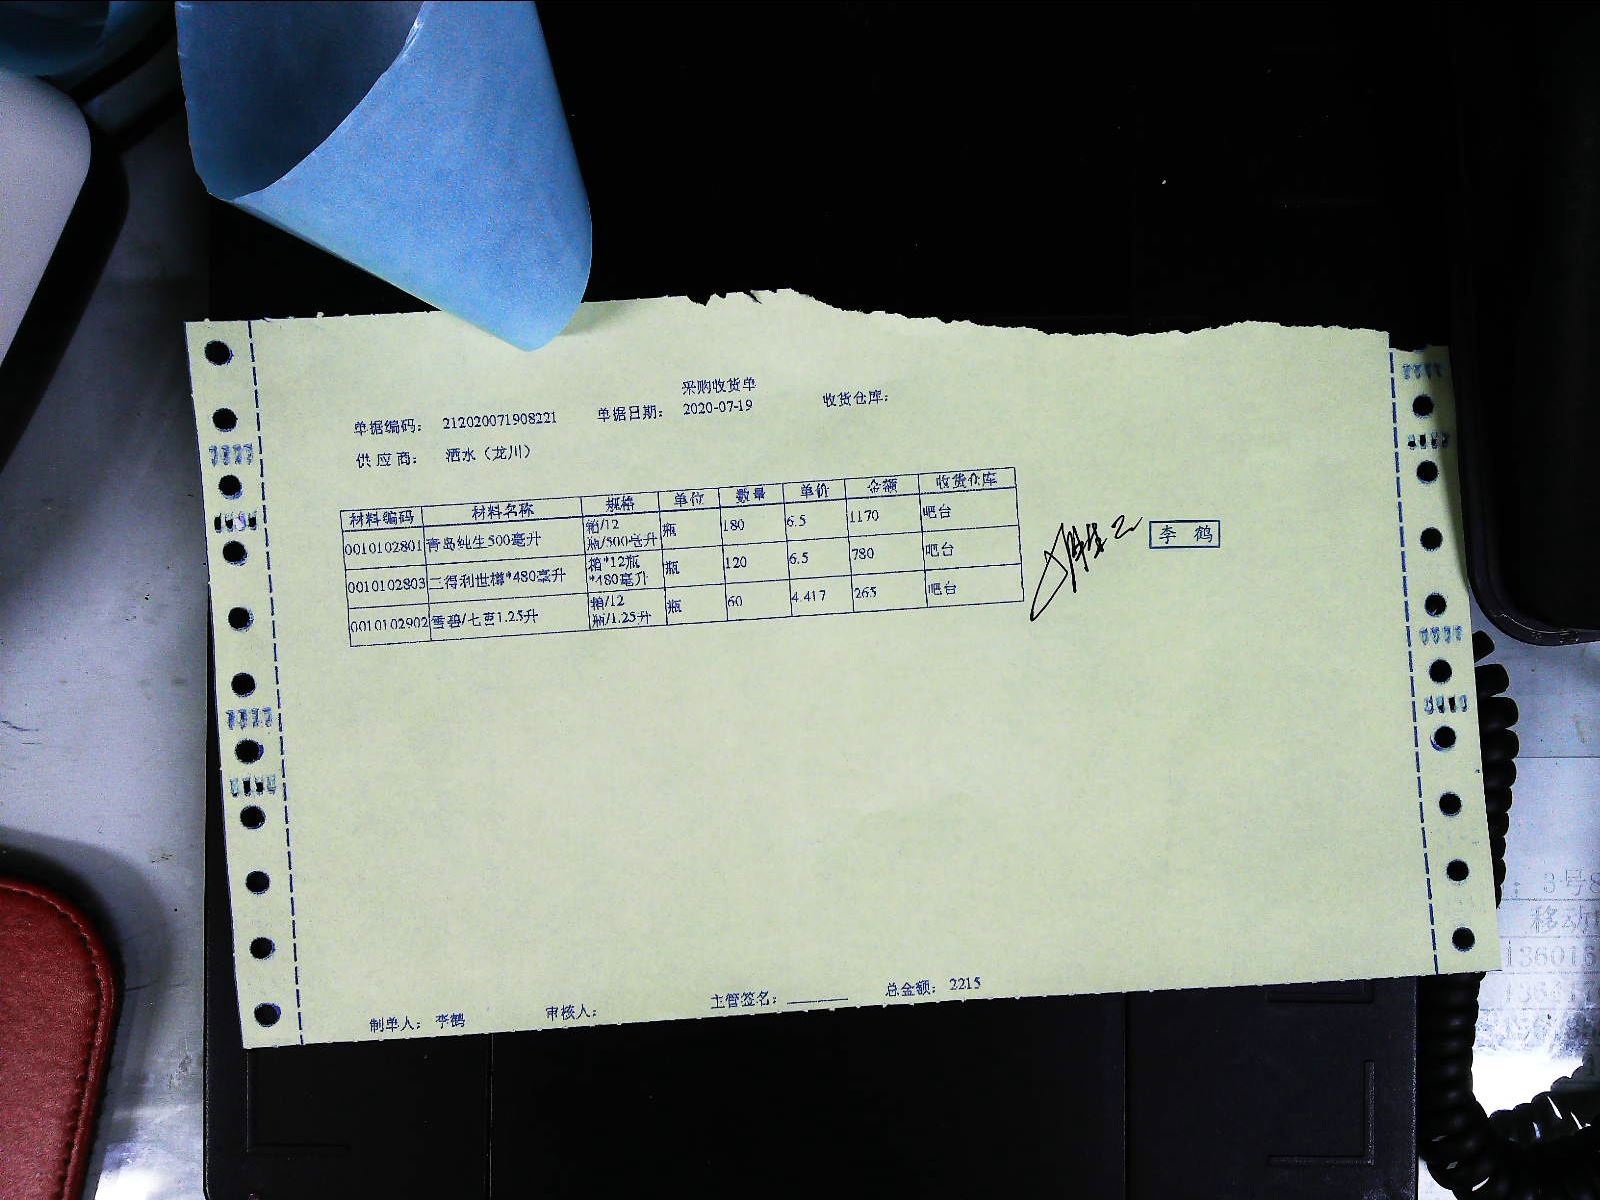 采购收货单
单据编码： 212020071908221 单据日期： 2020-07-19 收货仓库：
供应商： 洒水（龙川）
材料编码 材料名称 规格 单位 数量 单价 金额 收货仓库
0010102801 青岛纯生500毫升 箱/12瓶/500毫升 瓶 180 6.5 1170 吧台
0010102803 三得利世樽*480毫升 箱*12瓶*480毫升 瓶 120 6.5 780 吧台
0010102902 雪碧/七喜1.25升 箱/12瓶/1.25升 瓶 60 4.417 265 吧台
李鹤
制单人： 李鹤 审核人： 主管签名： 总金额： 2215
3号
移动